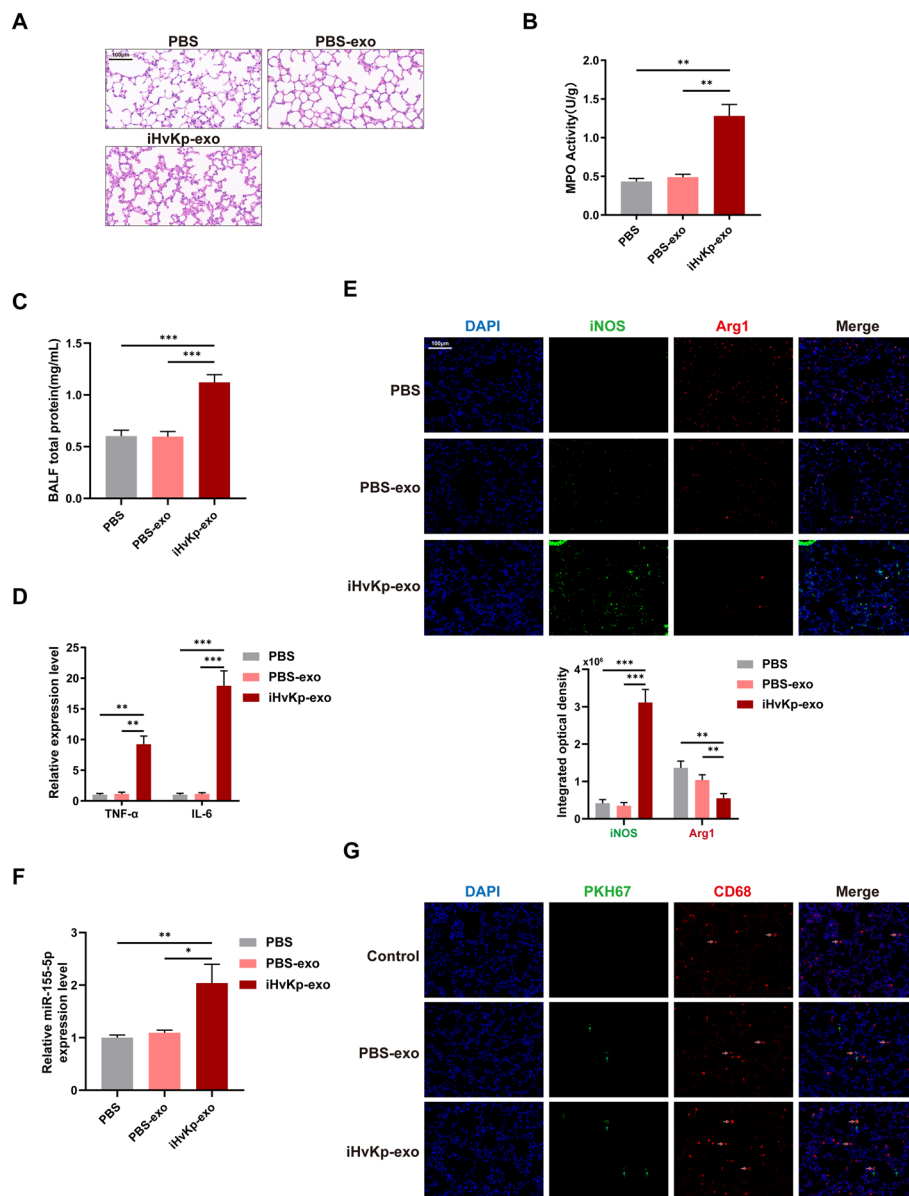 A
PBS
PBS-exo
100μm
iHvKp-exo
B
MPO Activity(U/g)
2.0
1.5
1.0
0.5
0.0
**
**
PBS
PBS-exo
iHvKp-exo
C
BALF total protein(mg/mL)
1.5
1.0
0.5
0.0
***
***
PBS
PBS-exo
iHvKp-exo
D
Relative expression level
25
20
15
10
5
0
**
**
***
***
TNF-α
IL-6
PBS
PBS-exo
iHvKp-exo
E
DAPI
iNOS
Arg1
Merge
100μm
PBS
PBS-exo
iHvKp-exo
×10⁶
Integrated optical density
4
3
2
1
0
***
***
**
**
iNOS
Arg1
PBS
PBS-exo
iHvKp-exo
F
Relative miR-155-5p
expression level
3
2
1
0
**
*
PBS
PBS-exo
iHvKp-exo
PBS
PBS-exo
iHvKp-exo
G
DAPI
PKH67
CD68
Merge
Control
PBS-exo
iHvKp-exo